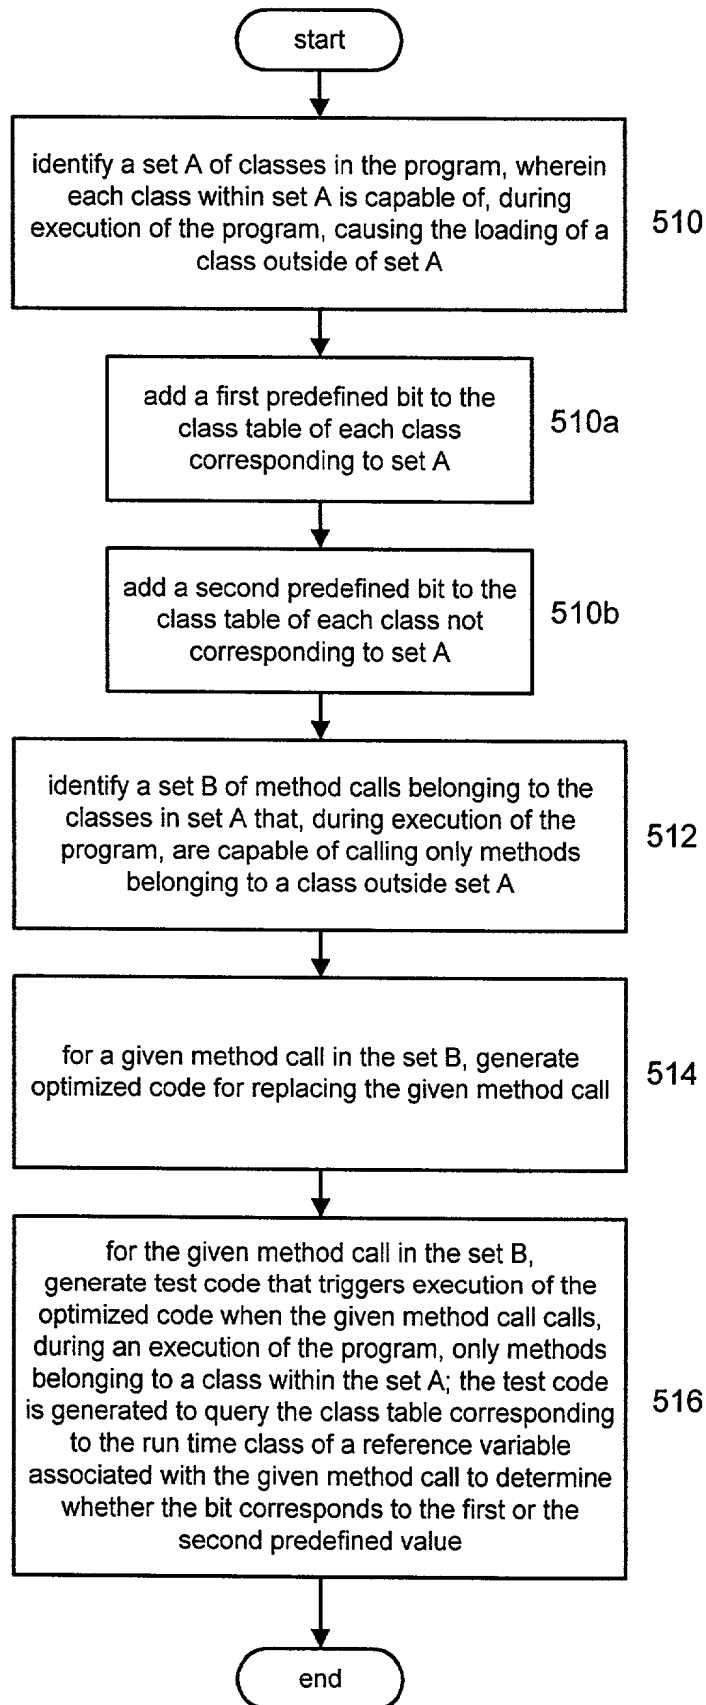 start
identify a set A of classes in the program, wherein
each class within set A is capable of, during
execution of the program, causing the loading of a
class outside of set A
510
add a first predefined bit to the
class table of each class
corresponding to set A
510a
add a second predefined bit to the
class table of each class not
corresponding to set A
510b
identify a set B of method calls belonging to the
classes in set A that, during execution of the
program, are capable of calling only methods
belonging to a class outside set A
512
for a given method call in the set B, generate
optimized code for replacing the given method call
514
for the given method call in the set B,
generate test code that triggers execution of the
optimized code when the given method call calls,
during an execution of the program, only methods
belonging to a class within the set A; the test code
is generated to query the class table corresponding
to the run time class of a reference variable
associated with the given method call to determine
whether the bit corresponds to the first or the
second predefined value
516
end